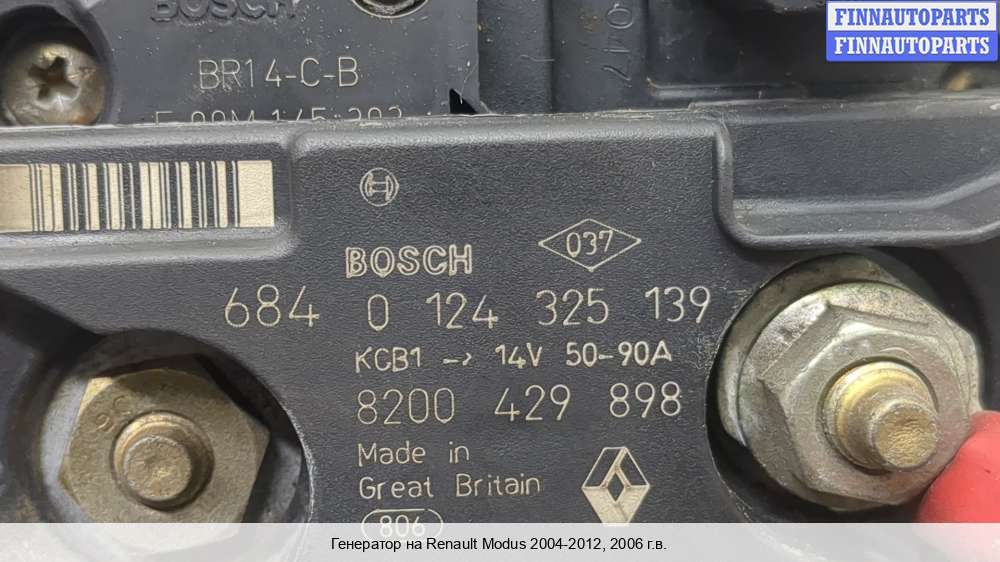 FINNAUTOPARTS
FINNAUTOPARTS
BOSCH
BR14-C-B
037
BOSCH
684 0 124 325 139
KCB1 → 14V 50-90A
8200 429 898
Made in
Great Britain
806
Генератор на Renault Modus 2004-2012, 2006 г.в.